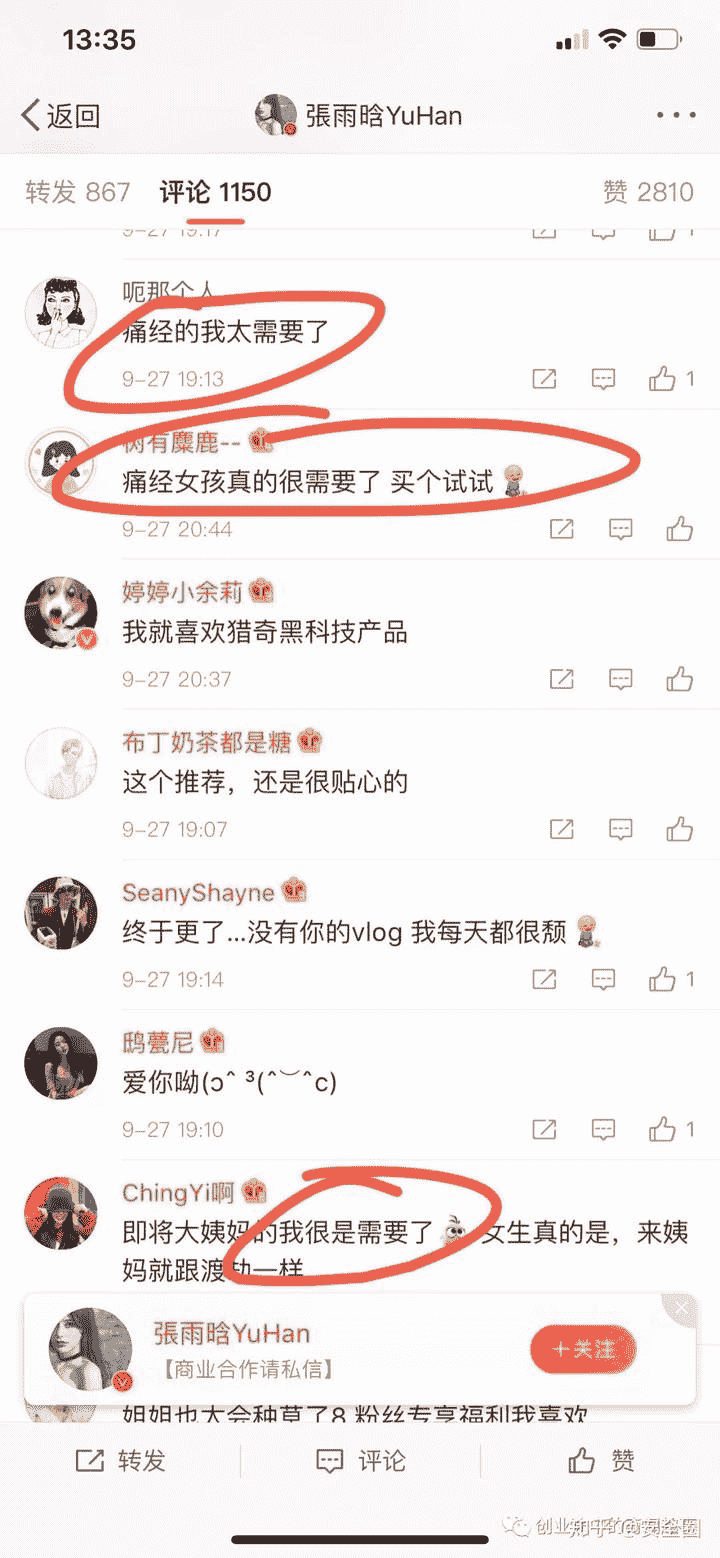 13:35
返回
張雨晗YuHan
转发 867
评论 1150
赞 2810
9-27 19:17
1
呃那个人
痛经的我太需要了
9-27 19:13
1
树有麋鹿--
痛经女孩真的很需要了 买个试试
9-27 20:44
婷婷小余莉
我就喜欢猎奇黑科技产品
9-27 20:37
布丁奶茶都是糖
这个推荐，还是很贴心的
9-27 19:07
SeanyShayne
终于更了...没有你的vlog 我每天都很颓
9-27 19:14
1
鸱甍尼
爱你呦(ɔˆ ³(ˆ⌣ˆc)
9-27 19:10
1
ChingYi啊
即将大姨妈的我很是需要了 女生真的是，来姨
妈就跟渡劫一样
張雨晗YuHan
【商业合作请私信】
+关注
姐姐也太会种草了8 粉丝专享福利我喜欢
转发
评论
赞
知乎 @安全圈